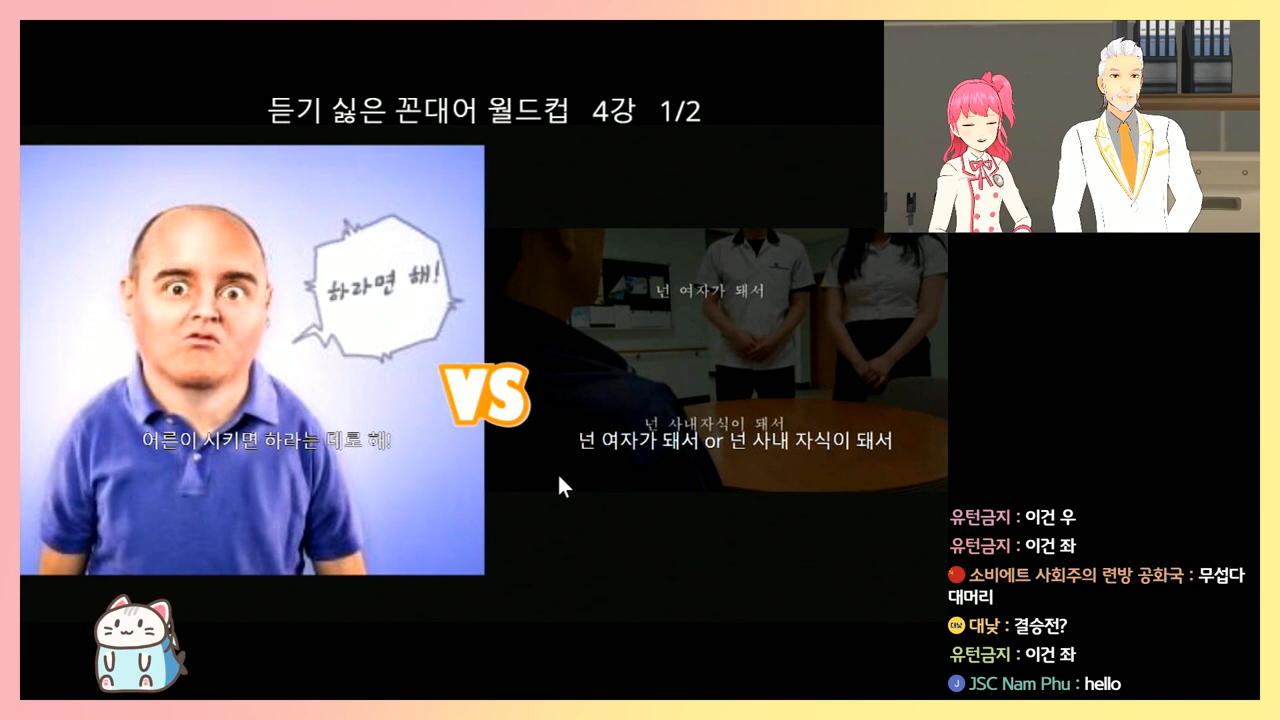 듣기 싫은 꼰대어 월드컵 4강 1/2
하라면 해!
어른이 시키면 하라는 데로 해!
VS
넌 여자가 돼서
넌 사내자식이 돼서
넌 여자가 돼서 or 넌 사내 자식이 돼서
유턴금지 : 이건 우
유턴금지 : 이건 좌
소비에트 사회주의 련방 공화국 : 무섭다
대머리
대낮 : 결승전?
유턴금지 : 이건 좌
J JSC Nam Phu : hello